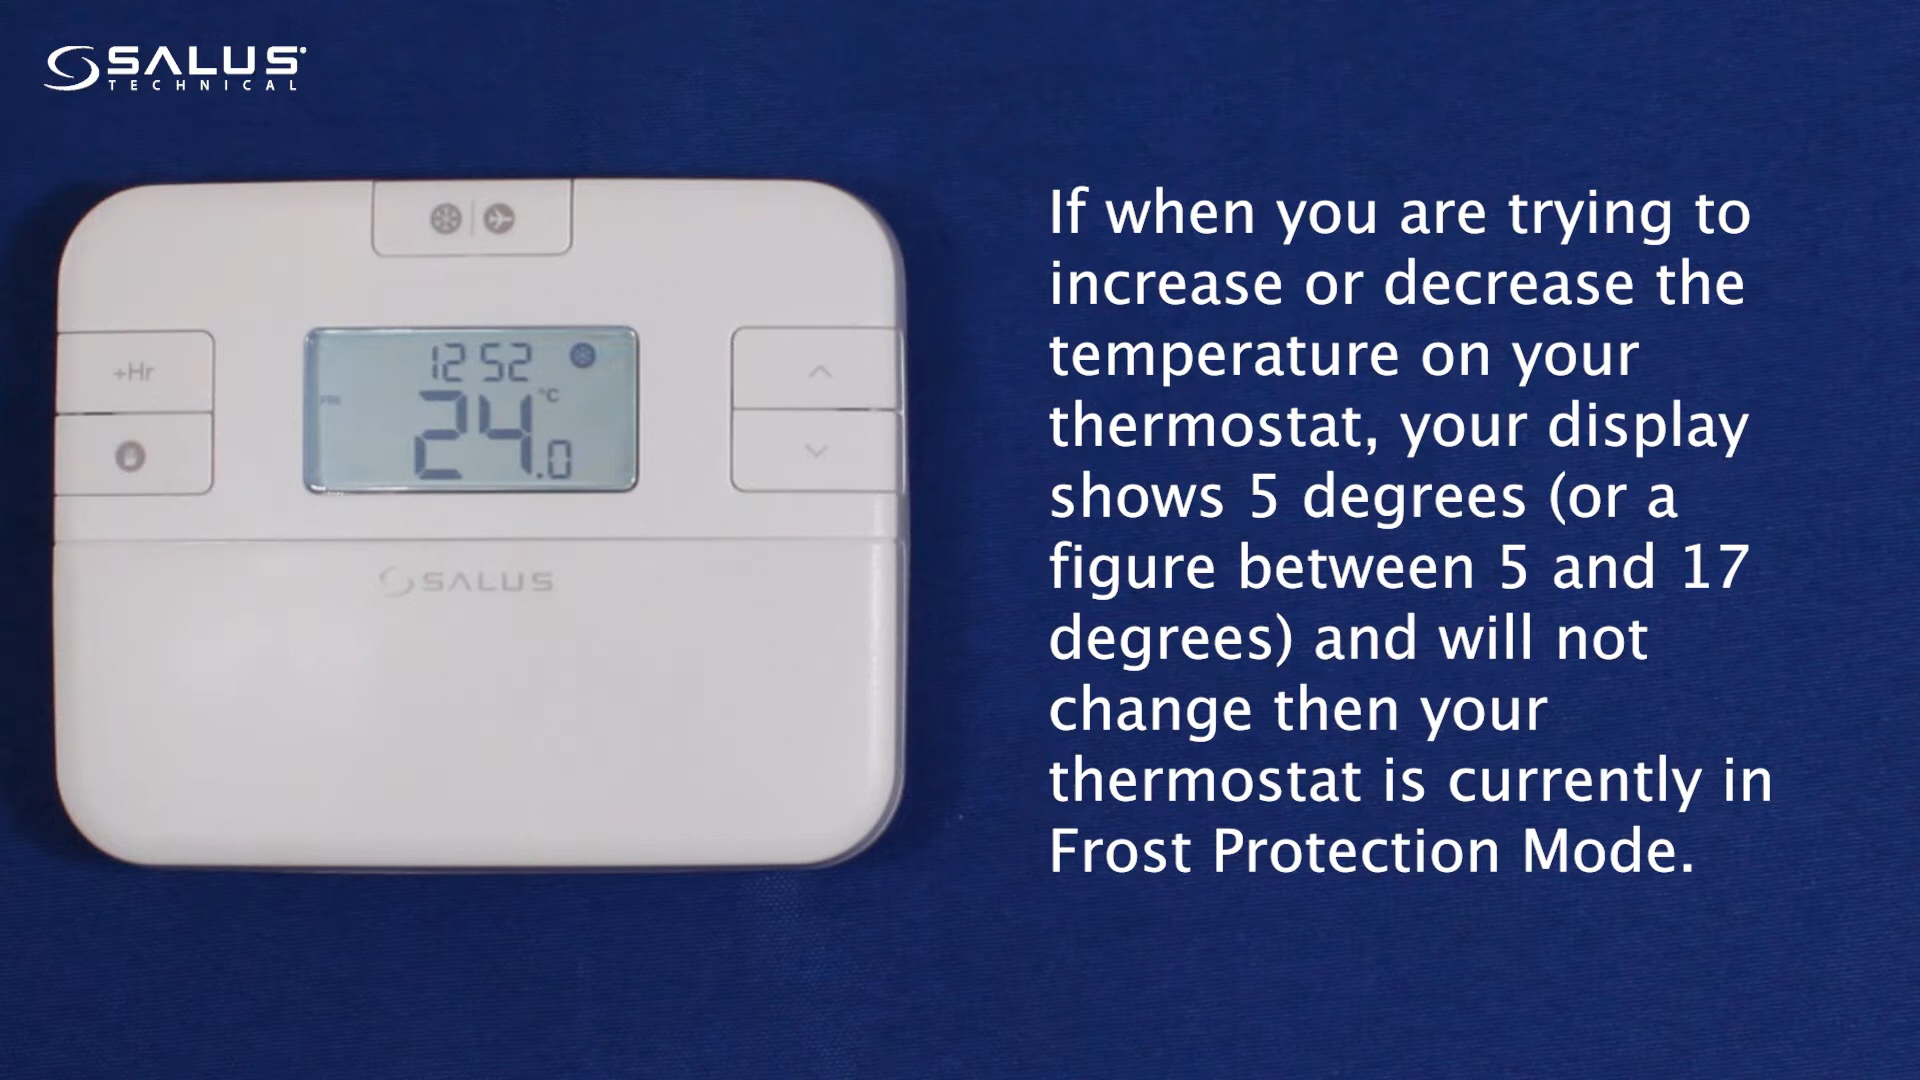 SALUS
TECHNICAL
+Hr
12 52
°C
24.0
SALUS
If when you are trying to
increase or decrease the
temperature on your
thermostat, your display
shows 5 degrees (or a
figure between 5 and 17
degrees) and will not
change then your
thermostat is currently in
Frost Protection Mode.